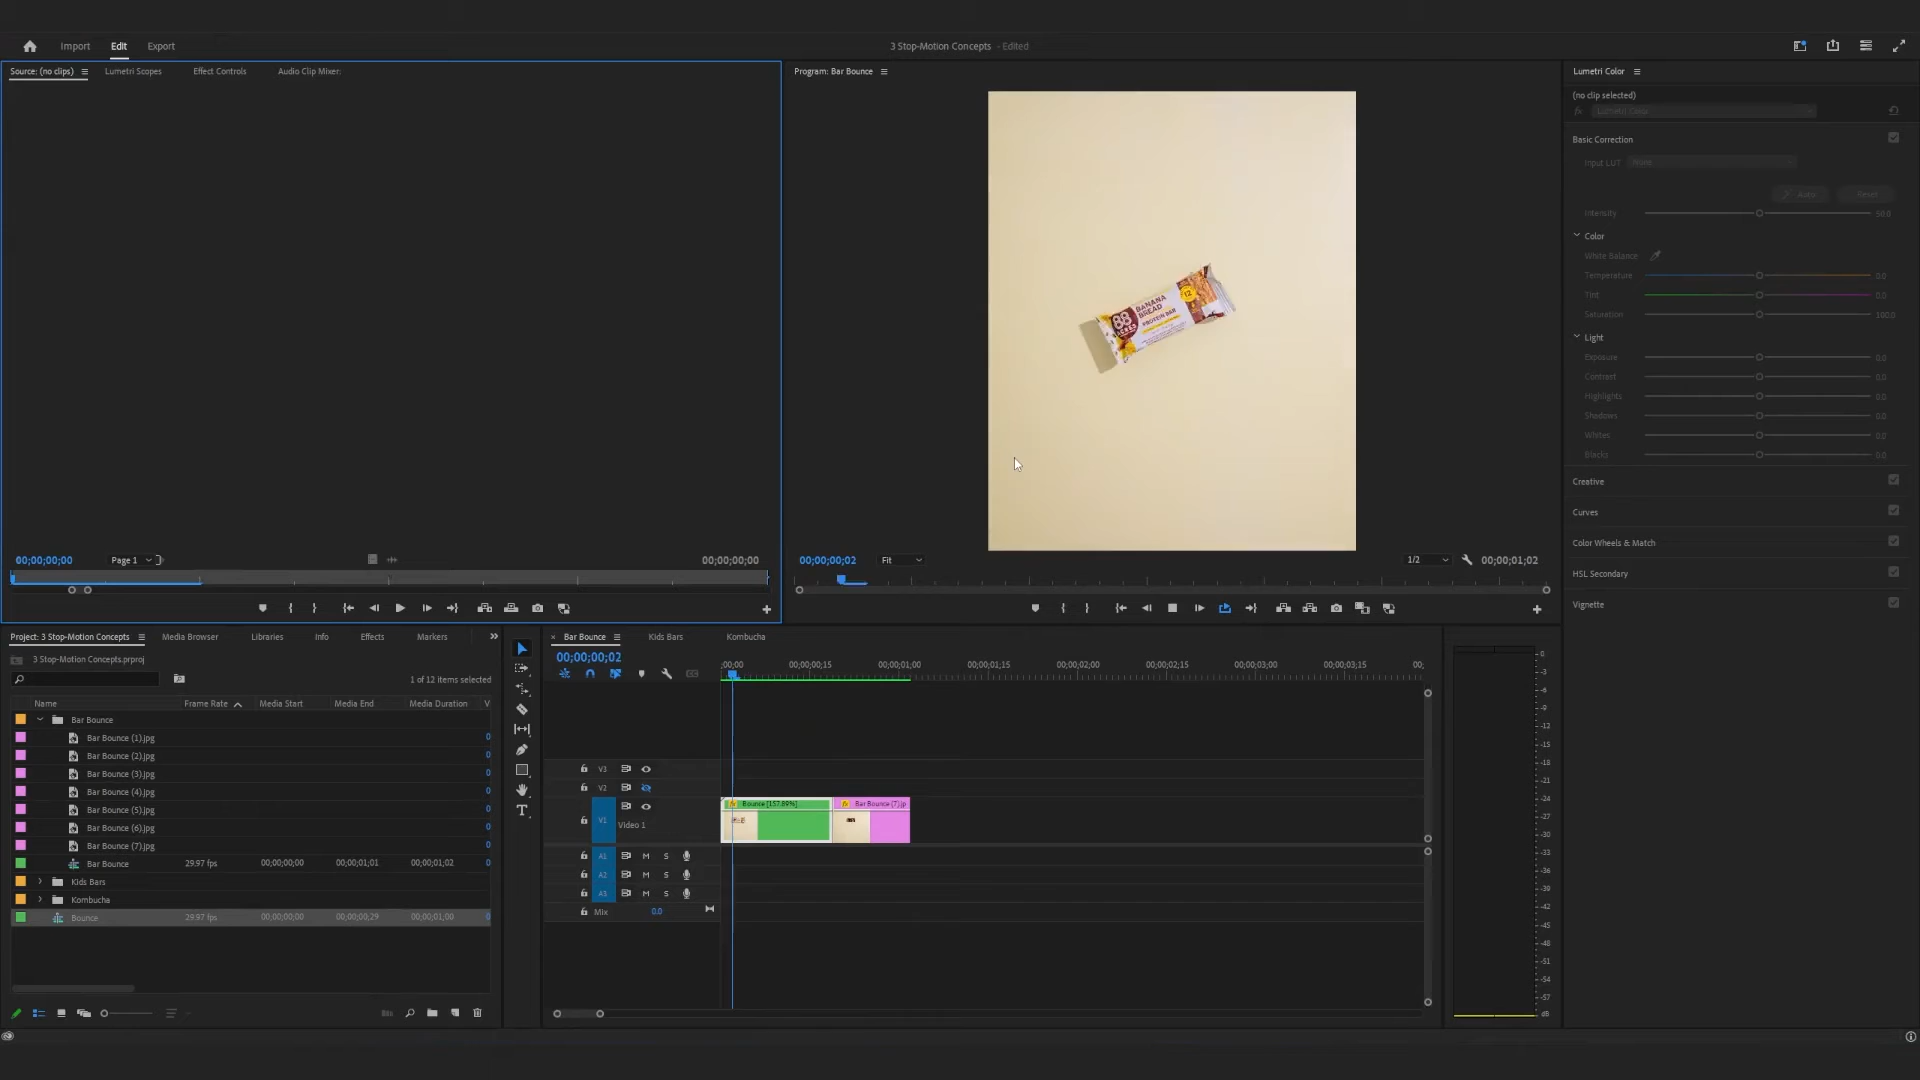 Import Edit Export
3 Stop-Motion Concepts - Edited
Source: (no clips) Lumetri Scopes Effect Controls Audio Clip Mixer:
Program: Bar Bounce
Lumetri Color
(no clip selected)
fx Lumetri Color
Basic Correction
Input LUT None
Auto Reset
Intensity 50.0
Color
White Balance
Temperature 0.0
Tint 0.0
Saturation 100.0
Light
Exposure 0.0
Contrast 0.0
Highlights 0.0
Shadows 0.0
Whites 0.0
Blacks 0.0
Creative
Curves
Color Wheels & Match
HSL Secondary
Vignette
88
ACRES
BANANA
BREAD
PROTEIN BAR
12
00;00;00;00 Page 1 00;00;00;00
00;00;00;02 Fit 1/2 00;00;01;02
Project: 3 Stop-Motion Concepts Media Browser Libraries Info Effects Markers
3 Stop-Motion Concepts.prproj
1 of 12 items selected
Name Frame Rate Media Start Media End Media Duration V
Bar Bounce
Bar Bounce (1).jpg 0
Bar Bounce (2).jpg 0
Bar Bounce (3).jpg 0
Bar Bounce (4).jpg 0
Bar Bounce (5).jpg 0
Bar Bounce (6).jpg 0
Bar Bounce (7).jpg 0
Bar Bounce 29.97 fps 00;00;00;00 00;00;01;01 00;00;01;02 0
Kids Bars
Kombucha
Bounce 29.97 fps 00;00;00;00 00;00;00;29 00;00;01;00 0
× Bar Bounce Kids Bars Kombucha
00;00;00;02
;00;00 00;00;00;15 00;00;01;00 00;00;01;15 00;00;02;00 00;00;02;15 00;00;03;00 00;00;03;15 00;
V3
V2
V1 Video 1
fx Bounce [157.89%] fx Bar Bounce (7).jp
A1 M S
A2 M S
A3 M S
Mix 0.0
0
-3
-6
-9
-12
-15
-18
-21
-24
-27
-30
-33
-36
-39
-42
-45
-48
-51
-54
-57
dB